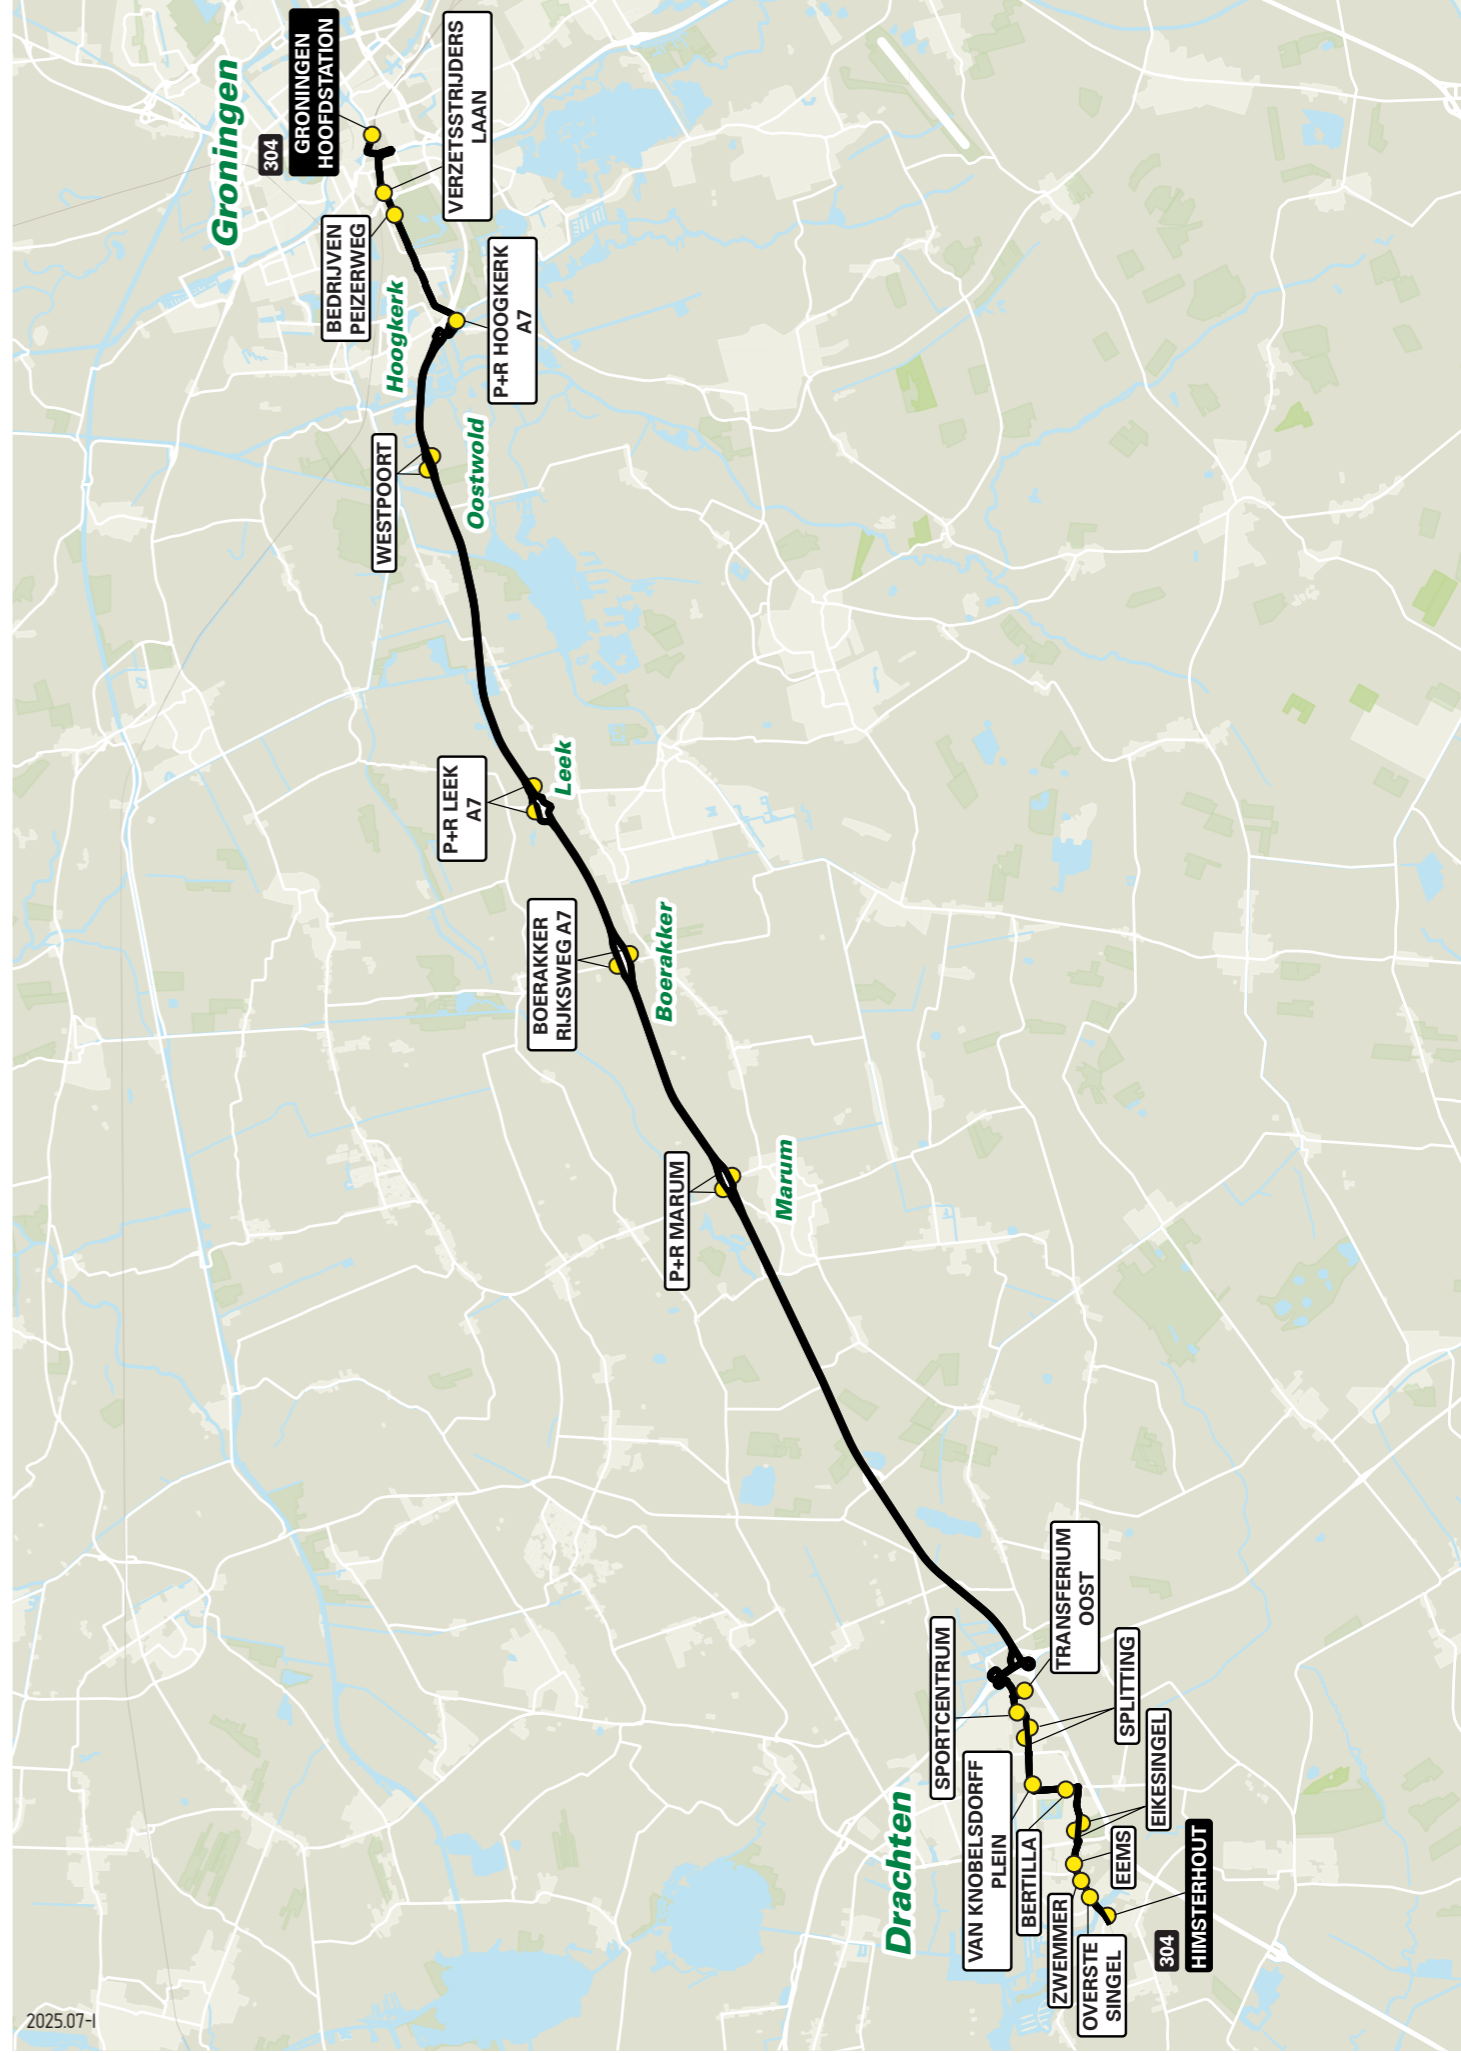 Groningen
304
GRONINGEN
HOOFDSTATION
VERZETSSTRIJDERS
LAAN
BEDRIJVEN
PEIZERWEG
Hoogkerk
P+R HOOGKERK
A7
WESTPOORT
Oostwold
P+R LEEK
A7
Leek
BOERAKKER
RIJKSWEG A7
Boerakker
P+R MARUM
Marum
TRANSFERIUM
OOST
SPORTCENTRUM
SPLITTING
VAN KNOBELSDORFF
PLEIN
Drachten
EIKESINGEL
BERTILLA
EEMS
ZWEMMER
OVERSTE
SINGEL
304
HIMSTERHOUT
2025.07-I